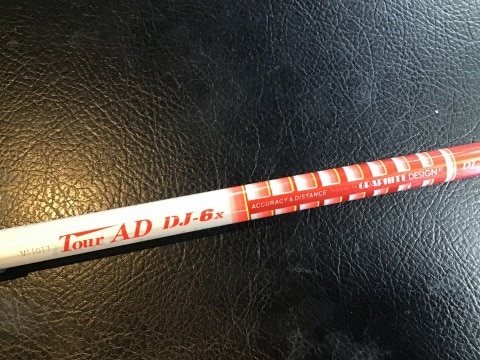 Tour AD DJ-6x
ACCURACY & DISTANCE
GRAPHITE DESIGN